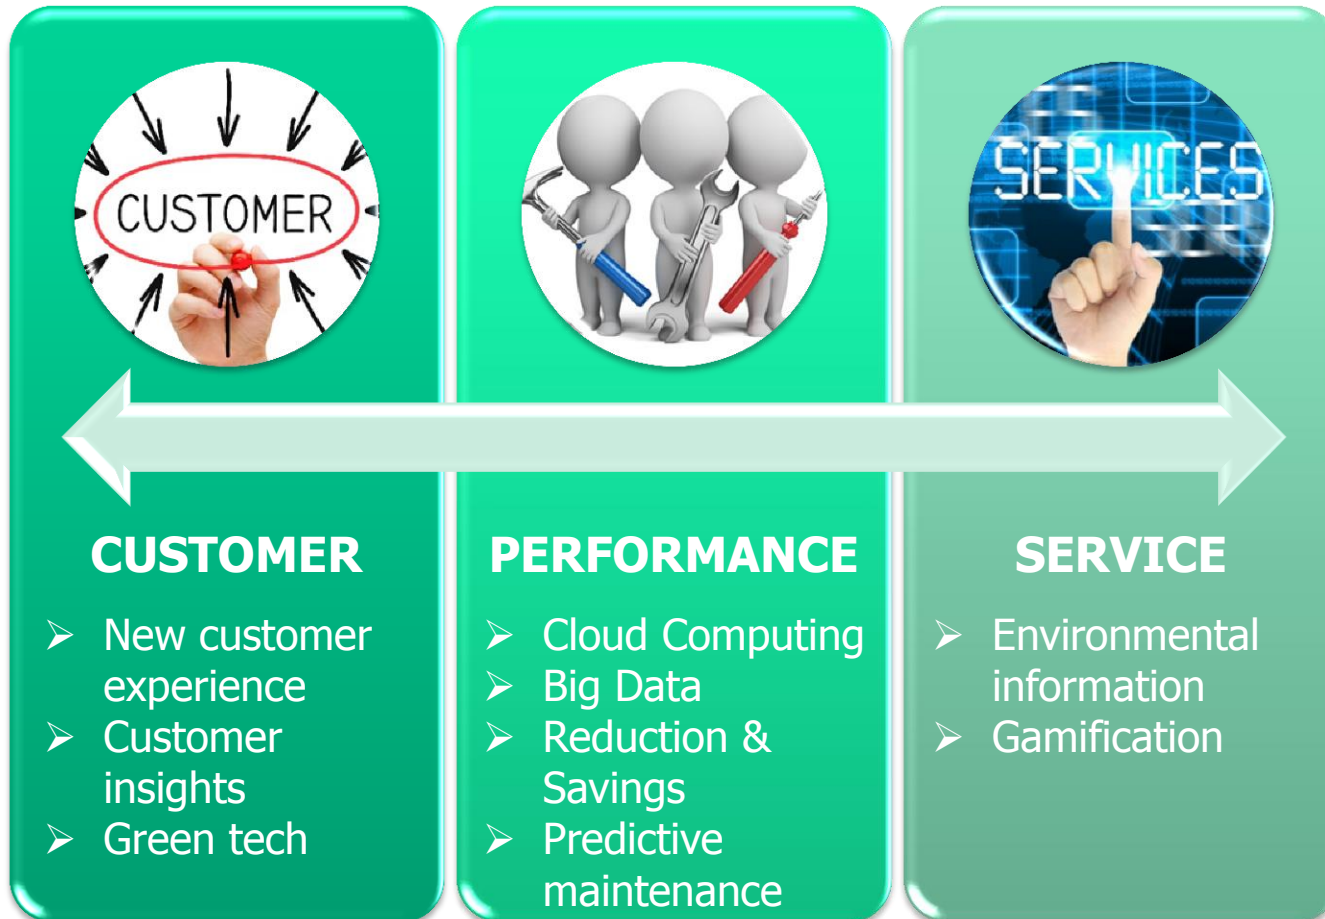 CUSTOMER
SERVICES
CUSTOMER
➢ New customer
experience
➢ Customer
insights
➢ Green tech
PERFORMANCE
➢ Cloud Computing
➢ Big Data
➢ Reduction &
Savings
➢ Predictive
maintenance
SERVICE
➢ Environmental
information
➢ Gamification